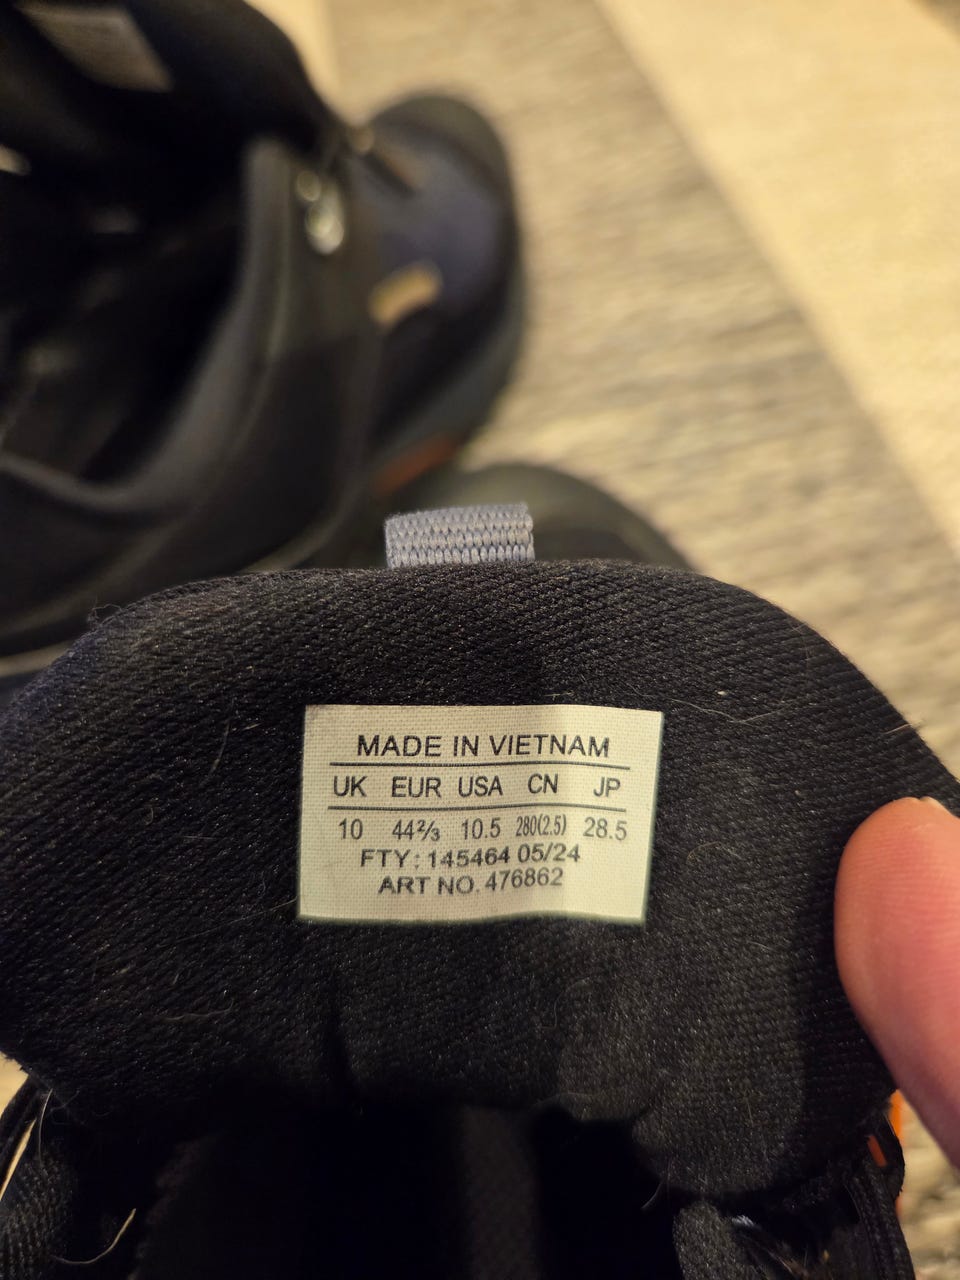 MADE IN VIETNAM
UK EUR USA CN JP
10 44⅔ 10.5 280(2.5) 28.5
FTY: 145464 05/24
ART NO. 476862